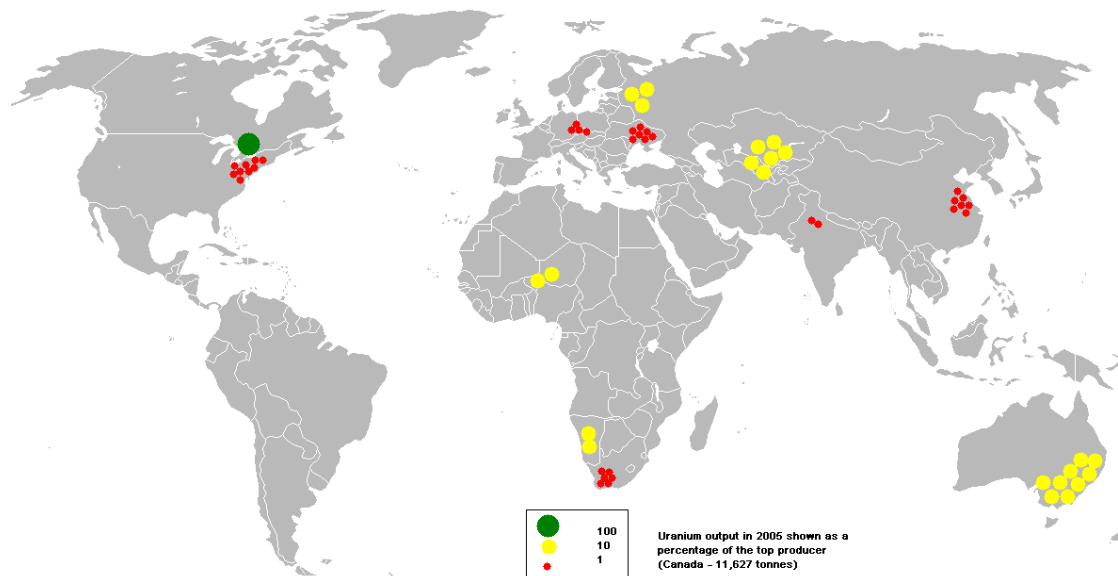 100
10
1
Uranium output in 2005 shown as a
percentage of the top producer
(Canada - 11,627 tonnes)